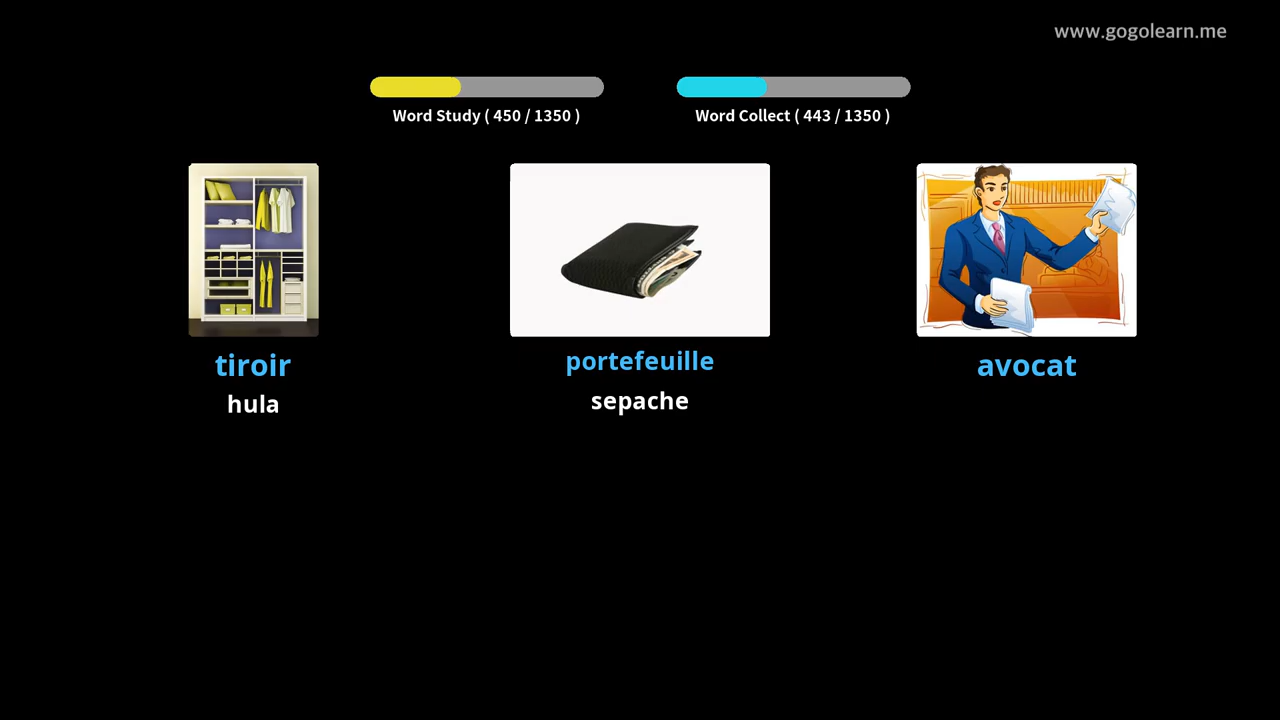 www.gogolearn.me
Word Study ( 450 / 1350 )
Word Collect ( 443 / 1350 )
tiroir
hula
portefeuille
sepache
avocat